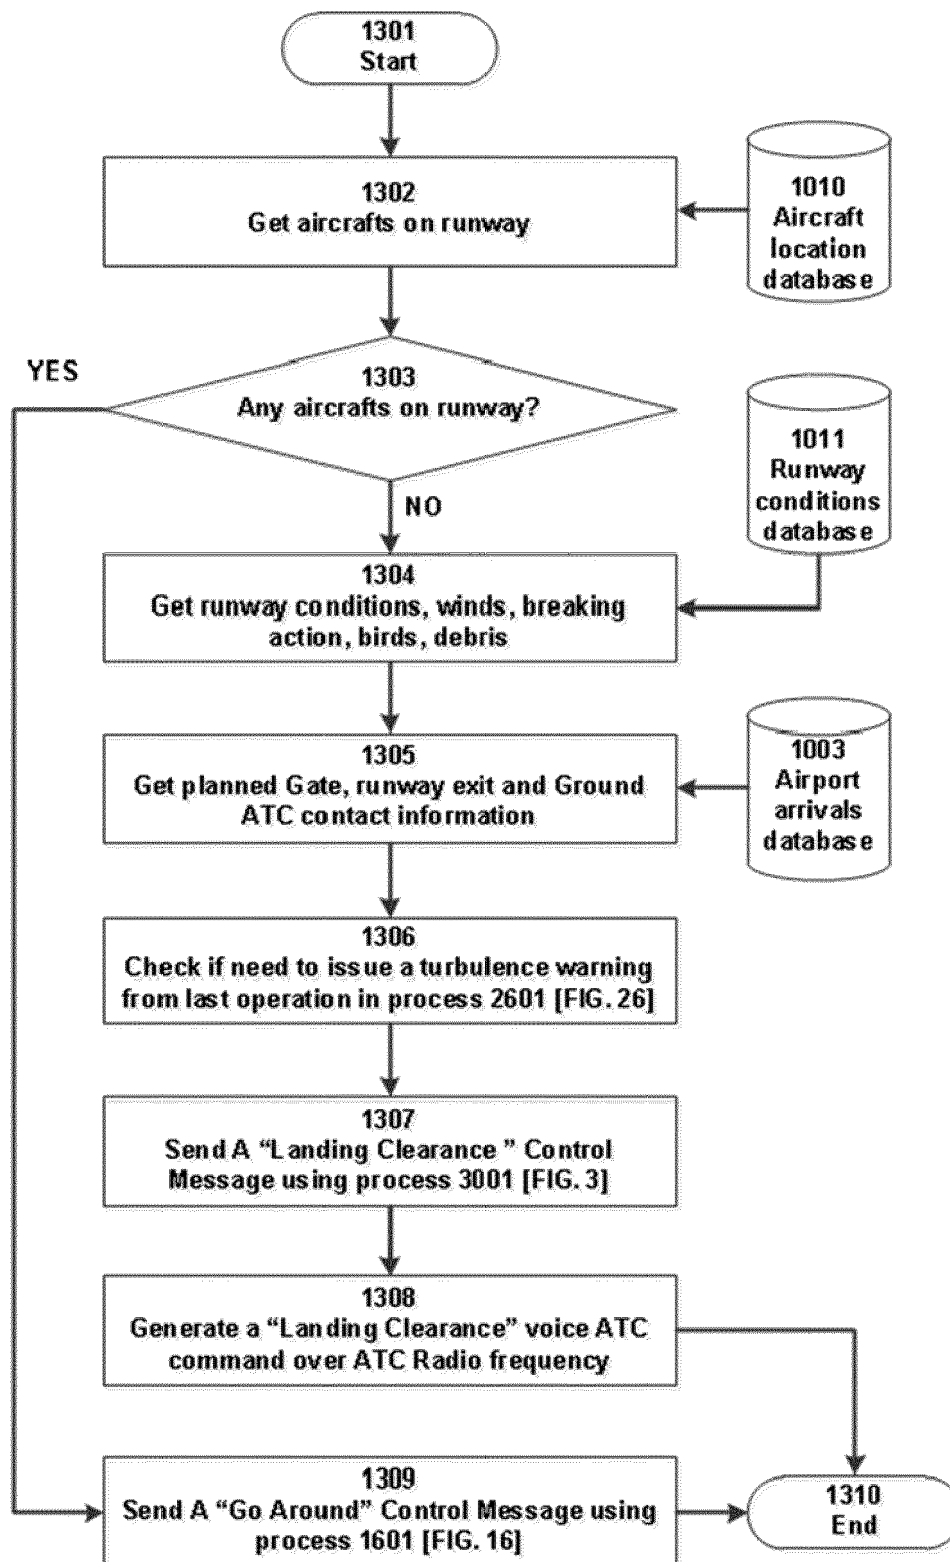 1301
Start
1302
Get aircrafts on runway
1010
Aircraft
location
database
YES
1303
Any aircrafts on runway?
NO
1011
Runway
conditions
database
1304
Get runway conditions, winds, breaking
action, birds, debris
1305
Get planned Gate, runway exit and Ground
ATC contact information
1003
Airport
arrivals
database
1306
Check if need to issue a turbulence warning
from last operation in process 2601 [FIG. 26]
1307
Send A “Landing Clearance ” Control
Message using process 3001 [FIG. 3]
1308
Generate a “Landing Clearance” voice ATC
command over ATC Radio frequency
1309
Send A “Go Around” Control Message using
process 1601 [FIG. 16]
1310
End